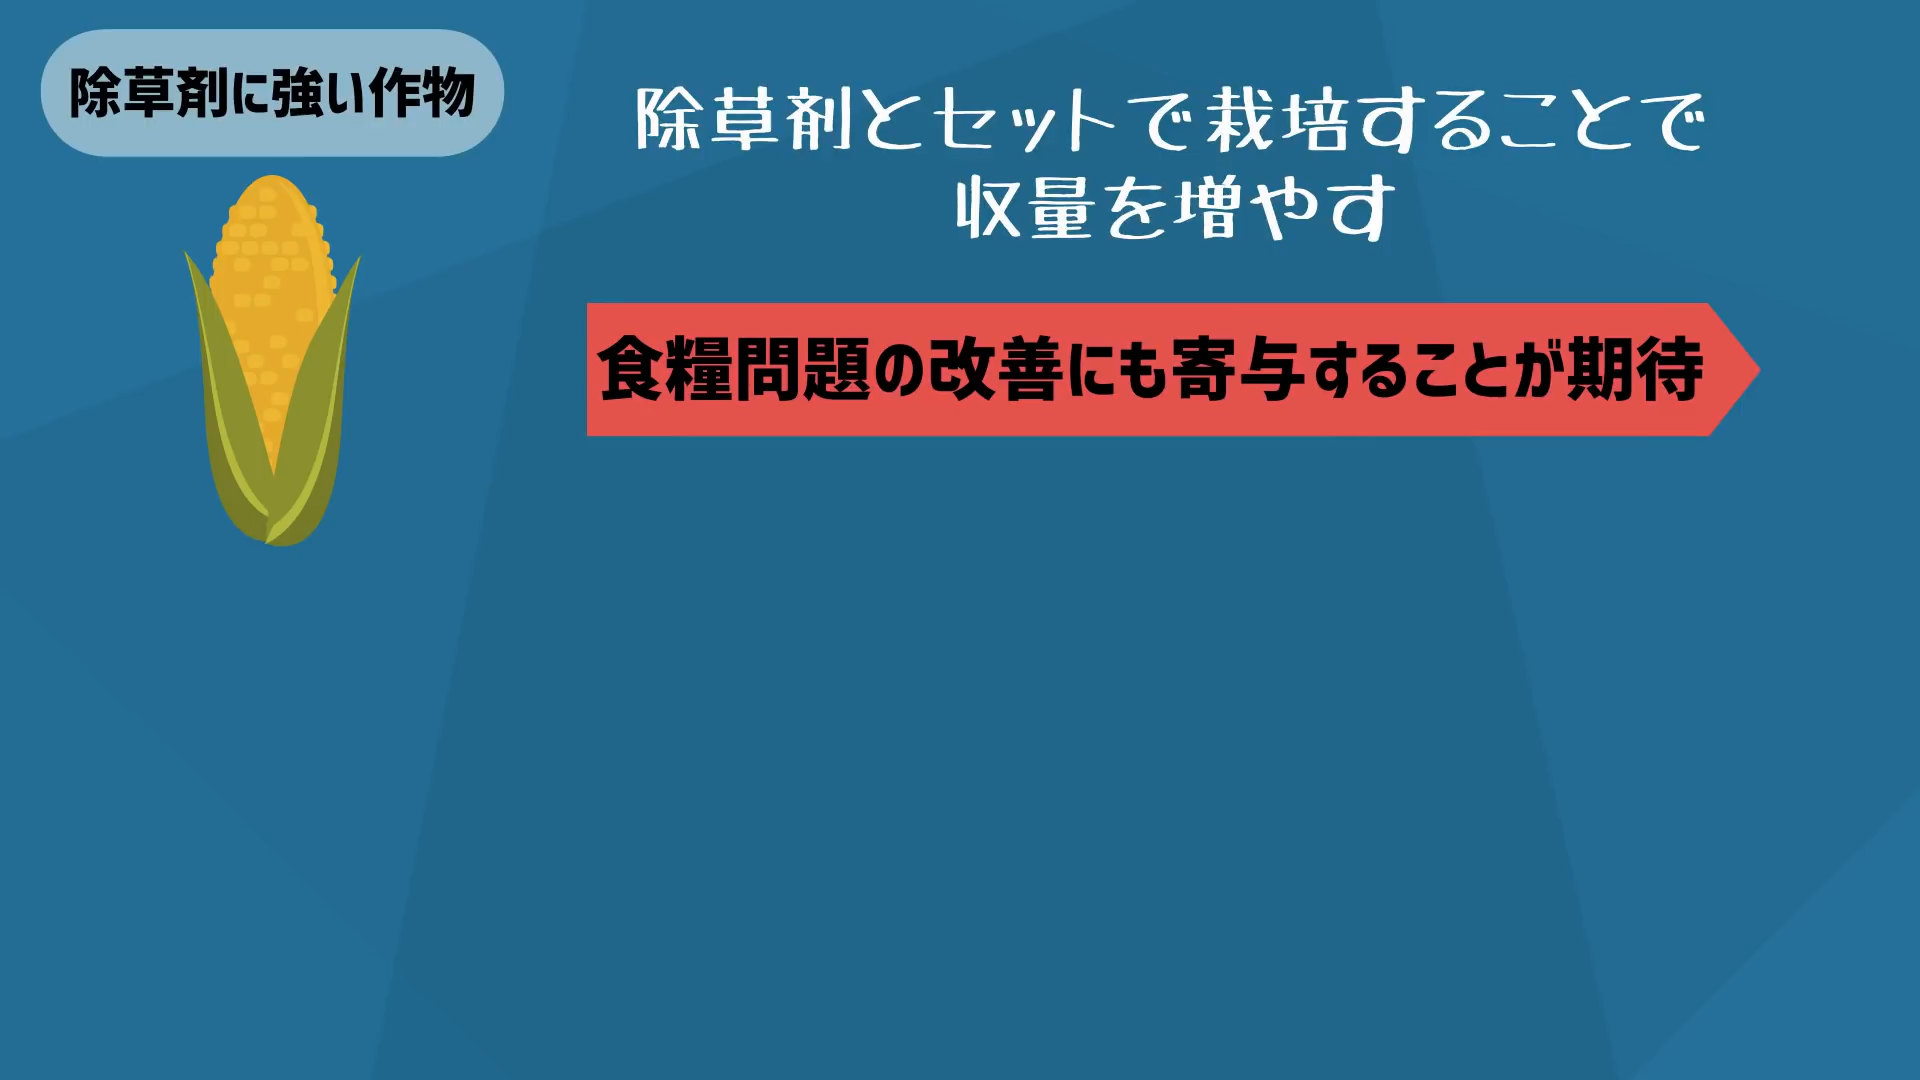 除草剤に強い作物
除草剤とセットで栽培することで
収量を増やす
食糧問題の改善にも寄与することが期待